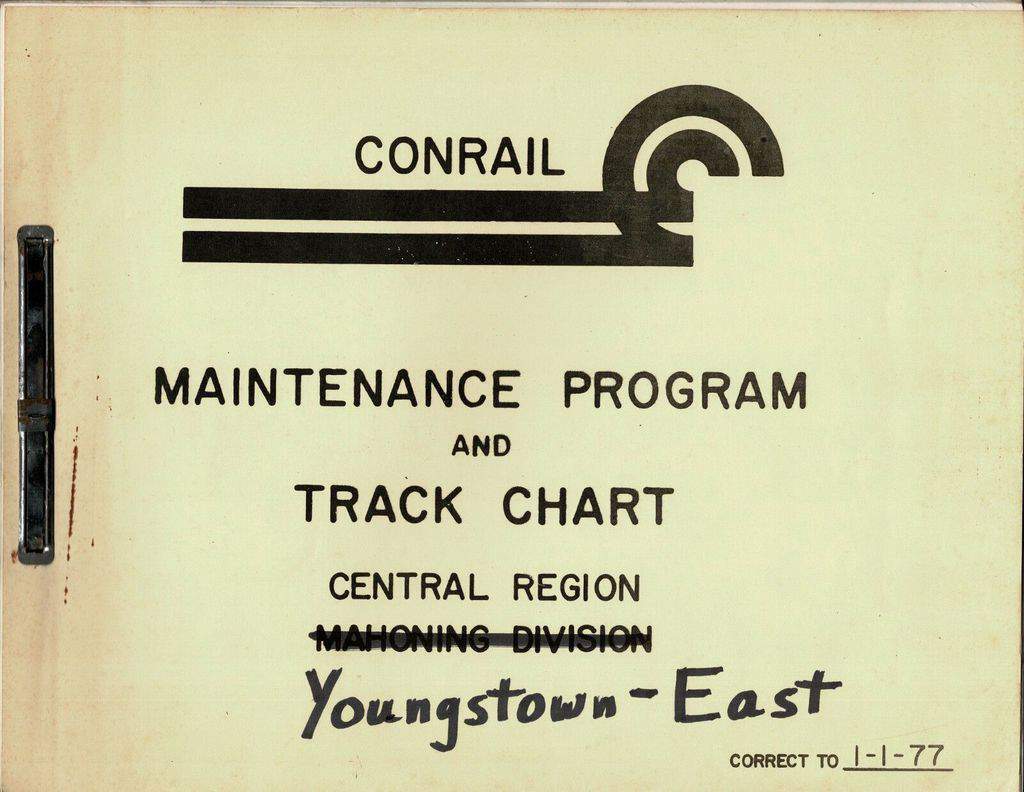 CONRAIL
MAINTENANCE PROGRAM
AND
TRACK CHART
CENTRAL REGION
MAHONING DIVISION
Youngstown-East
CORRECT TO 1-1-77